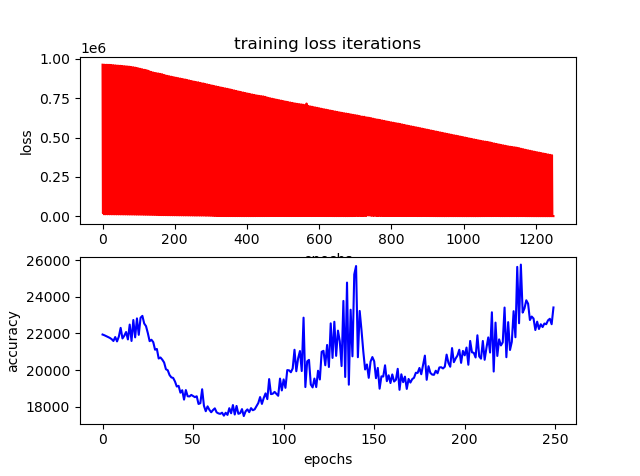 training loss iterations
1e6
1.00
0.75
0.50
0.25
0.00
loss
0 200 400 600 800 1000 1200
epochs
26000
24000
22000
20000
18000
accuracy
0 50 100 150 200 250
epochs